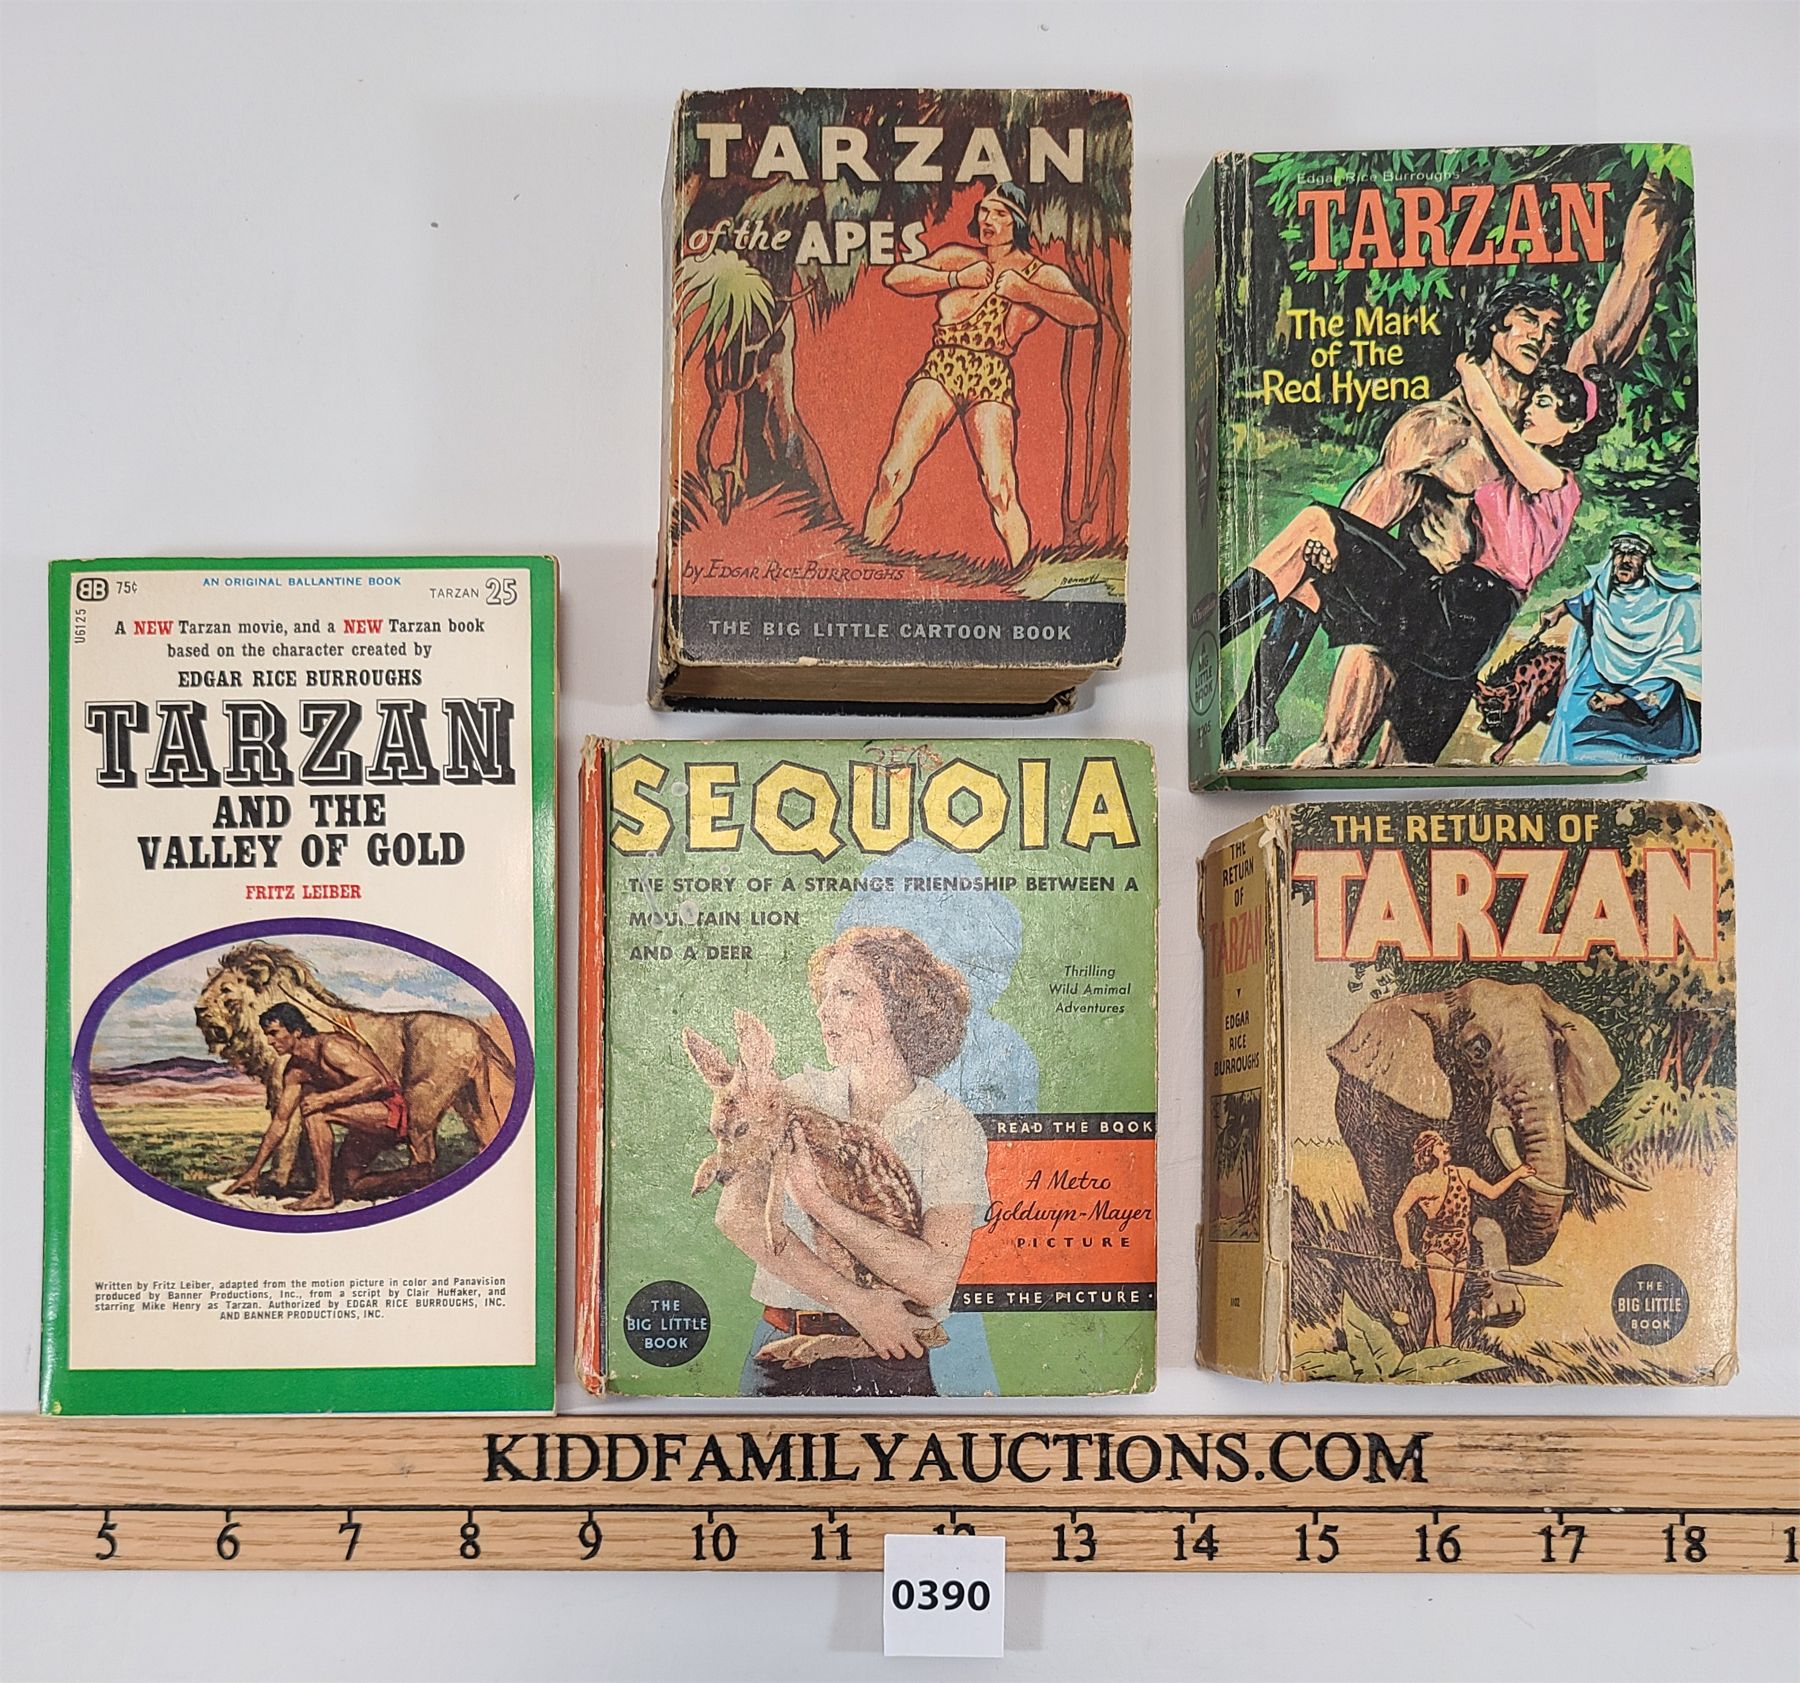 TARZAN
of the APES
by EDGAR RICE BURROUGHS
Bennett
THE BIG LITTLE CARTOON BOOK
Edgar Rice Burroughs
TARZAN
The Mark
of The
Red Hyena
BB 75¢ AN ORIGINAL BALLANTINE BOOK TARZAN 25
U6125
A NEW Tarzan movie, and a NEW Tarzan book
based on the character created by
EDGAR RICE BURROUGHS
TARZAN
AND THE
VALLEY OF GOLD
FRITZ LEIBER
Written by Fritz Leiber, adapted from the motion picture in color and Panavision
produced by Banner Productions, Inc., from a script by Clair Huffaker, and
starring Mike Henry as Tarzan. Authorized by EDGAR RICE BURROUGHS, INC.
AND BANNER PRODUCTIONS, INC.
SEQUOIA
THE STORY OF A STRANGE FRIENDSHIP BETWEEN A
MOUNTAIN LION
AND A DEER
Thrilling
Wild Animal
Adventures
READ THE BOOK
A Metro
Goldwyn-Mayer
PICTURE
SEE THE PICTURE
THE
BIG LITTLE
BOOK
THE
RETURN
OF
TARZAN
EDGAR
RICE
BURROUGHS
1102
THE RETURN OF
TARZAN
THE
BIG LITTLE
BOOK
KIDDFAMILYAUCTIONS.COM
5 6 7 8 9 10 11 12 13 14 15 16 17 18
0390